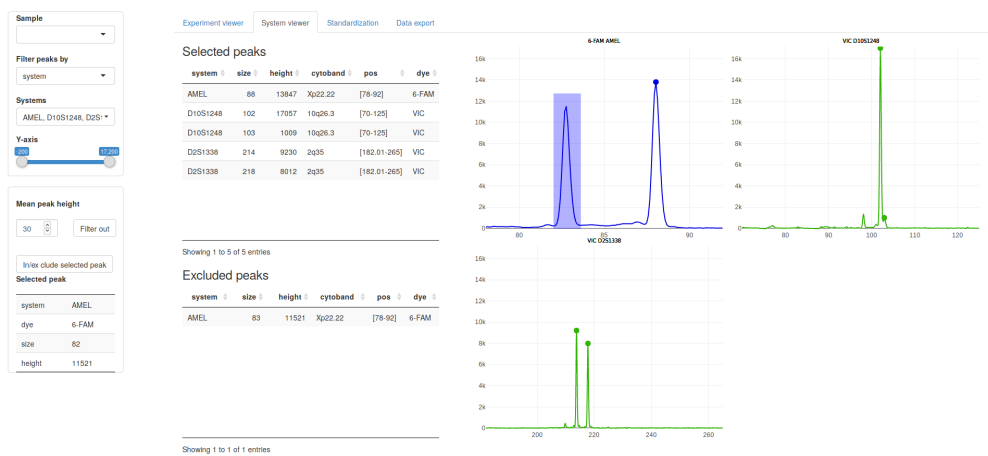 Sample
Filter peaks by
system
Systems
AMEL, D10S1248, D2S
Y-axis
200 17,200
Mean peak height
30 Filter out
In/ex clude selected peak
Selected peak
system AMEL
dye 6-FAM
size 82
height 11521
Experiment viewer System viewer Standardization Data export
Selected peaks
system size height cytoband pos dye
AMEL 88 13847 Xp22.22 [78-92] 6-FAM
D10S1248 102 17057 10q26.3 [70-125] VIC
D10S1248 103 1009 10q26.3 [70-125] VIC
D2S1338 214 9230 2q35 [182.01-265] VIC
D2S1338 218 8012 2q35 [182.01-265] VIC
Showing 1 to 5 of 5 entries
Excluded peaks
system size height cytoband pos dye
AMEL 83 11521 Xp22.22 [78-92] 6-FAM
Showing 1 to 1 of 1 entries
6-FAM AMEL
16k
14k
12k
10k
8k
6k
4k
2k
0
80 85 90
VIC D10S1248
16k
14k
12k
10k
8k
6k
4k
2k
0
80 90 100 110 120
VIC D2S1338
16k
14k
12k
10k
8k
6k
4k
2k
0
200 220 240 260